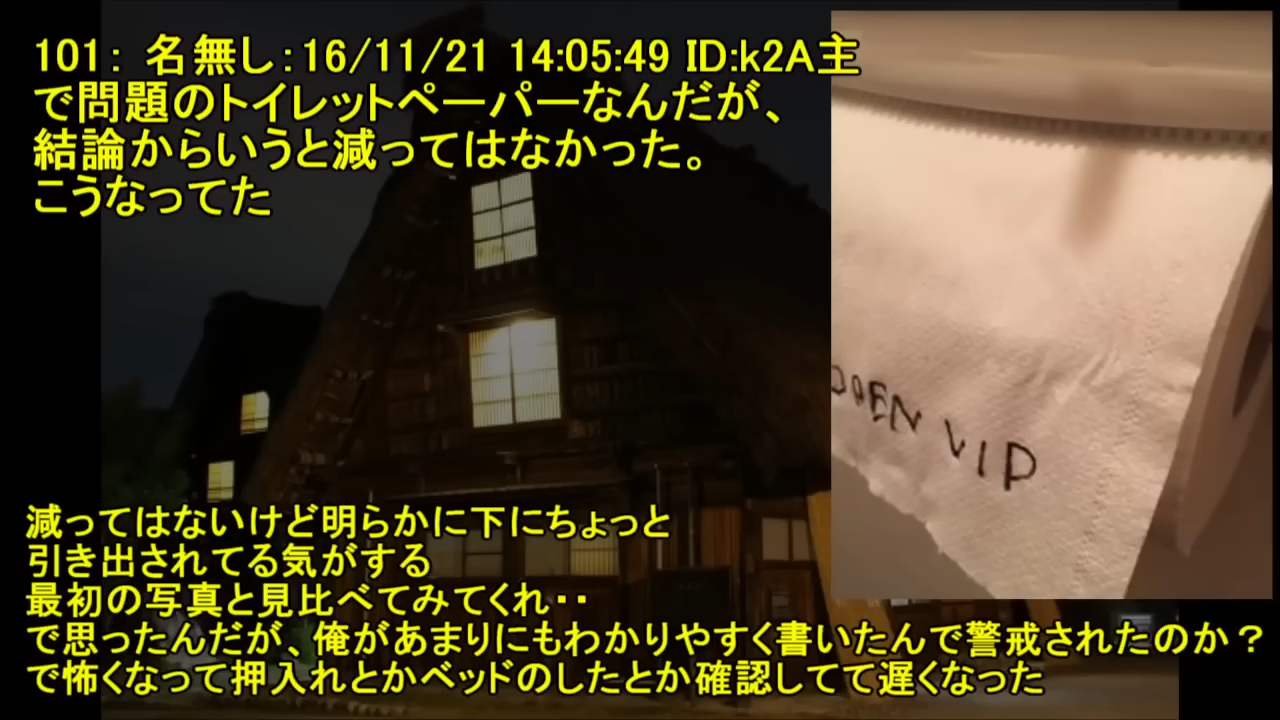 101： 名無し：16/11/21 14:05:49 ID:k2A主
で問題のトイレットペーパーなんだが、
結論からいうと減ってはなかった。
こうなってた
OPEN VIP
減ってはないけど明らかに下にちょっと
引き出されてる気がする
最初の写真と見比べてみてくれ・・
で思ったんだが、俺があまりにもわかりやすく書いたんで警戒されたのか？
で怖くなって押入れとかベッドのしたとか確認してて遅くなった